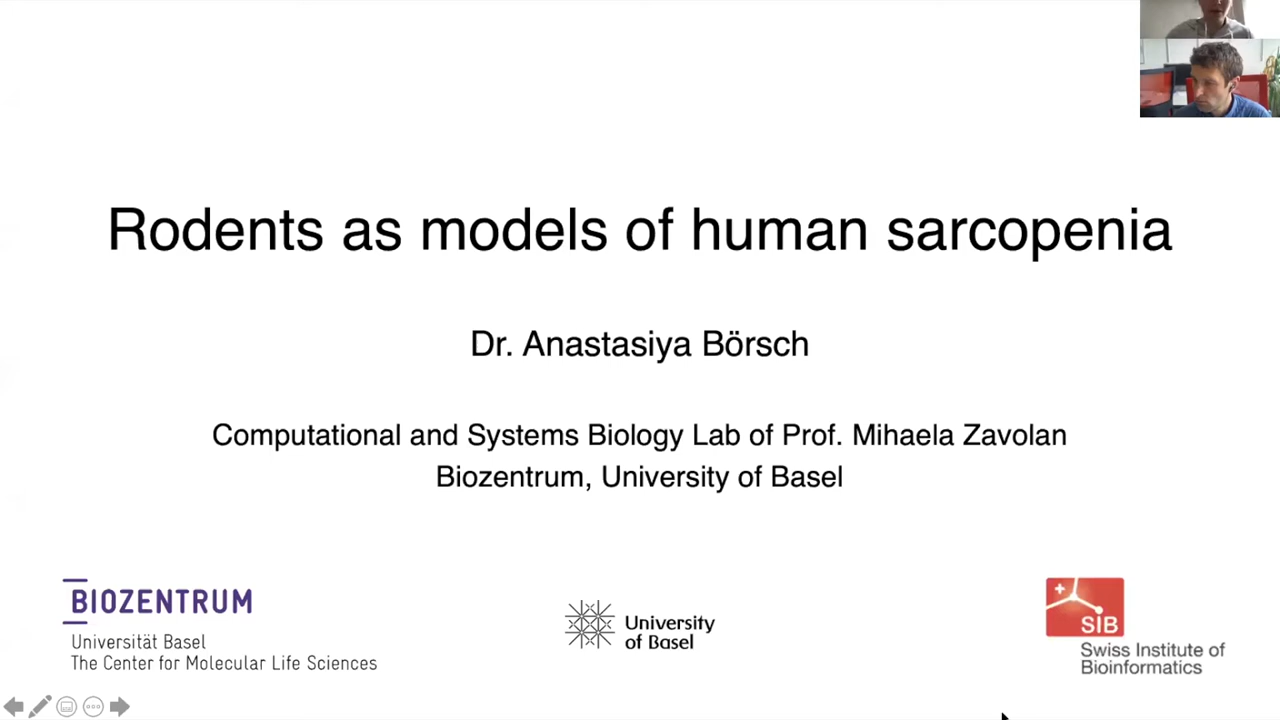 Rodents as models of human sarcopenia
Dr. Anastasiya Börsch
Computational and Systems Biology Lab of Prof. Mihaela Zavolan
Biozentrum, University of Basel
BIOZENTRUM
Universität Basel
The Center for Molecular Life Sciences
University
of Basel
SIB
Swiss Institute of
Bioinformatics